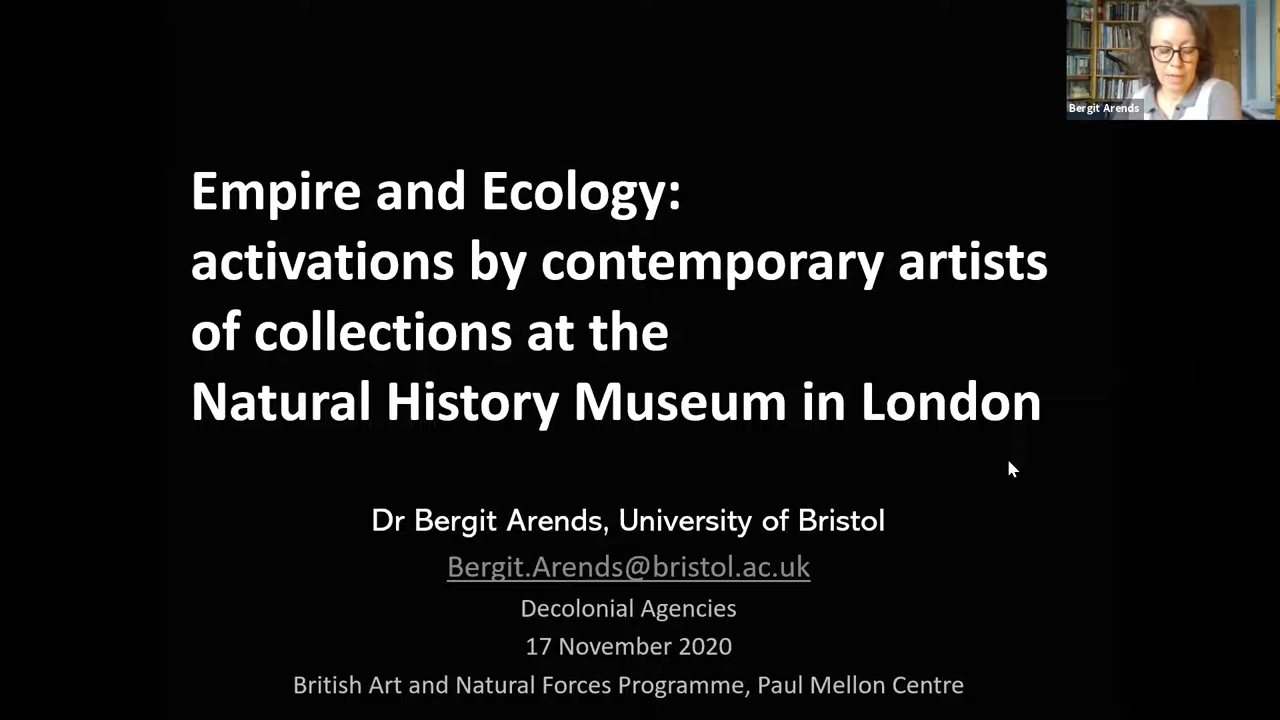 Bergit Arends
Empire and Ecology:
activations by contemporary artists
of collections at the
Natural History Museum in London
Dr Bergit Arends, University of Bristol
Bergit.Arends@bristol.ac.uk
Decolonial Agencies
17 November 2020
British Art and Natural Forces Programme, Paul Mellon Centre